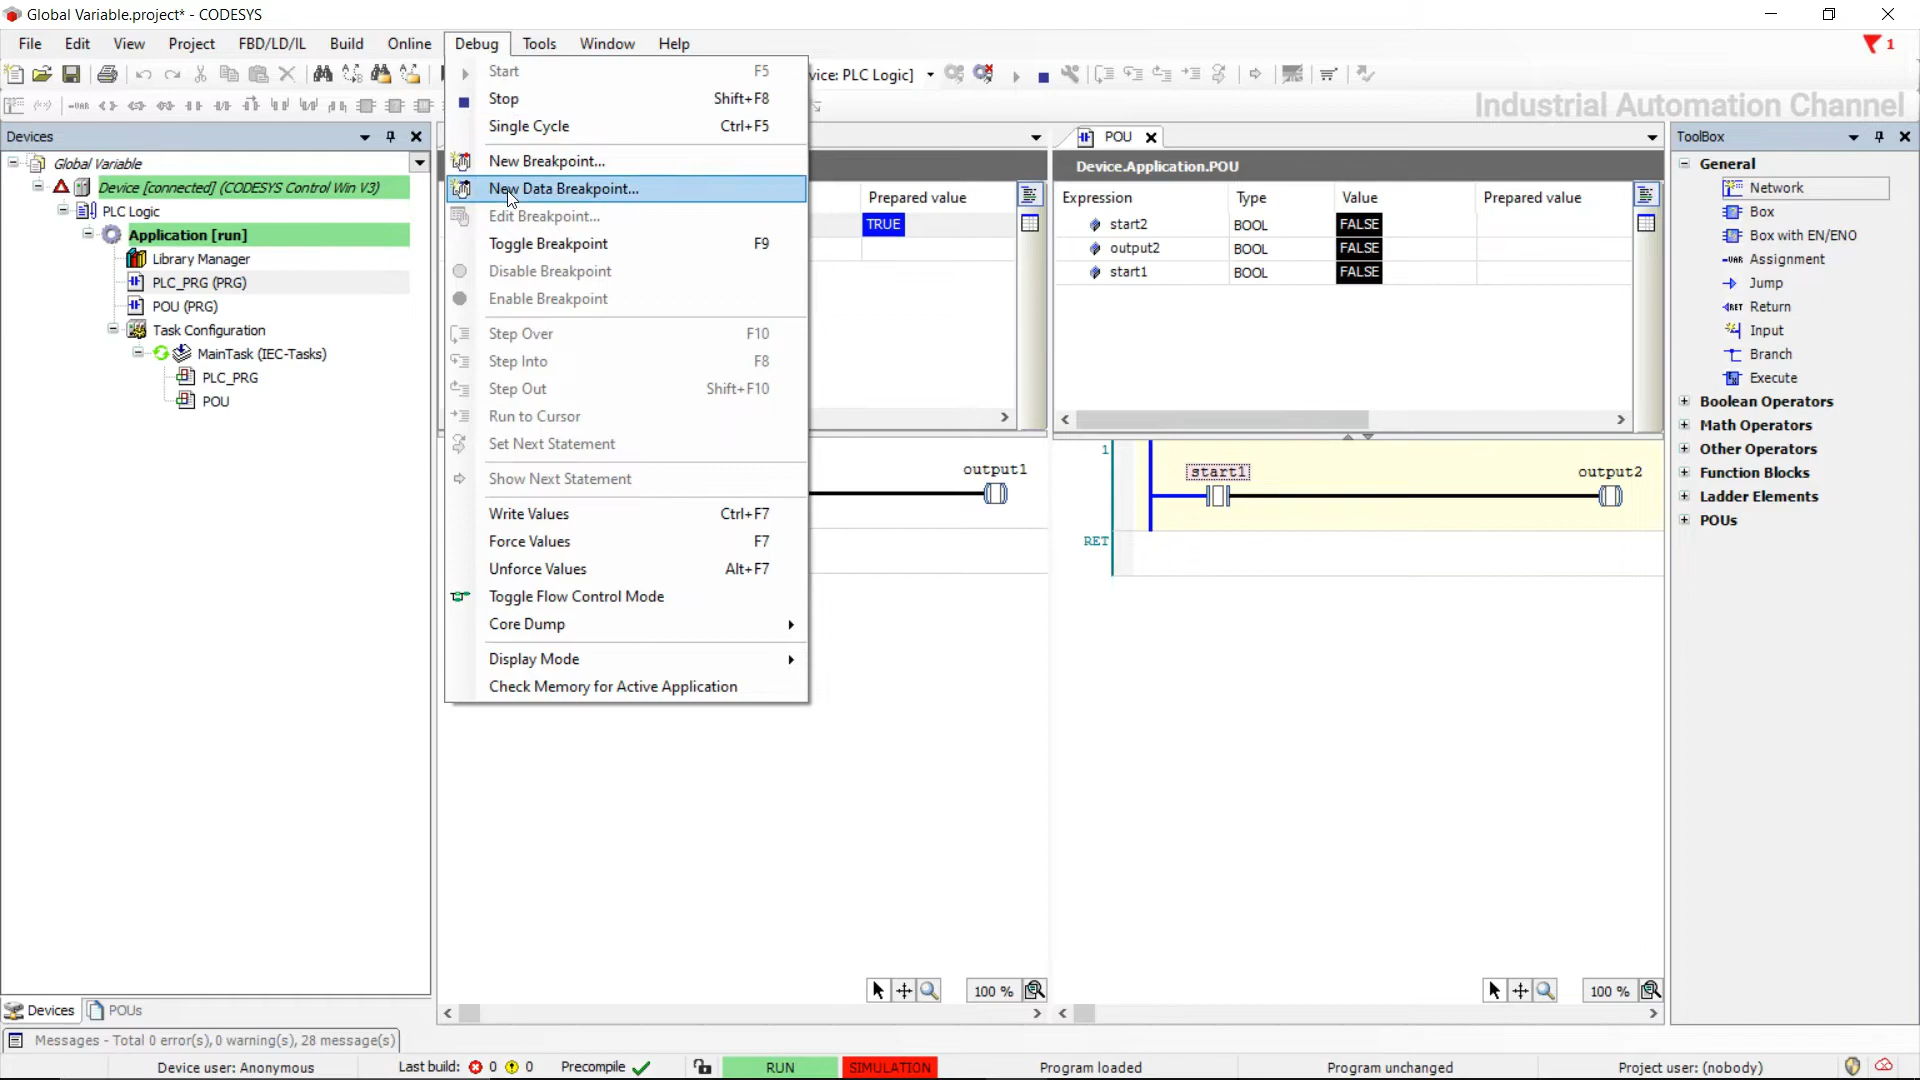 Global Variable.project* - CODESYS
File Edit View Project FBD/LD/IL Build Online Debug Tools Window Help
1
vice: PLC Logic]
Industrial Automation Channel
Devices
Global Variable
Device [connected] (CODESYS Control Win V3)
PLC Logic
Application [run]
Library Manager
PLC_PRG (PRG)
POU (PRG)
Task Configuration
MainTask (IEC-Tasks)
PLC_PRG
POU
Start F5
Stop Shift+F8
Single Cycle Ctrl+F5
New Breakpoint...
New Data Breakpoint...
Edit Breakpoint...
Toggle Breakpoint F9
Disable Breakpoint
Enable Breakpoint
Step Over F10
Step Into F8
Step Out Shift+F10
Run to Cursor
Set Next Statement
Show Next Statement
Write Values Ctrl+F7
Force Values F7
Unforce Values Alt+F7
Toggle Flow Control Mode
Core Dump
Display Mode
Check Memory for Active Application
Prepared value
TRUE
output1
100 %
POU
Device.Application.POU
Expression Type Value Prepared value
start2 BOOL FALSE
output2 BOOL FALSE
start1 BOOL FALSE
1
start1 output2
RET
100 %
ToolBox
General
Network
Box
Box with EN/ENO
-VAR Assignment
Jump
RET Return
Input
Branch
Execute
Boolean Operators
Math Operators
Other Operators
Function Blocks
Ladder Elements
POUs
Devices POUs
Messages - Total 0 error(s), 0 warning(s), 28 message(s)
Device user: Anonymous Last build: 0 0 Precompile RUN SIMULATION Program loaded Program unchanged Project user: (nobody)